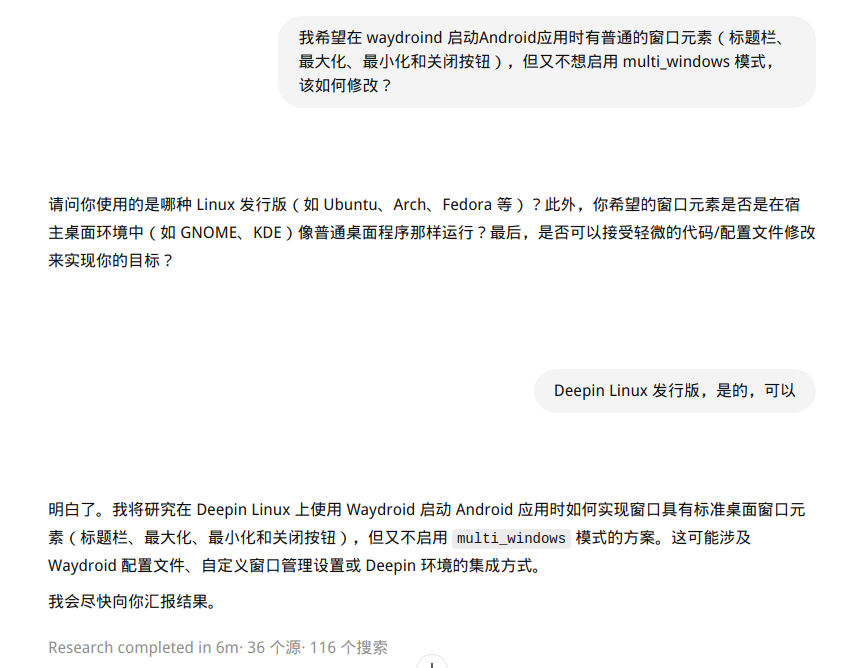 我希望在 waydroind 启动Android应用时有普通的窗口元素（标题栏、
最大化、最小化和关闭按钮），但又不想启用 multi_windows 模式，
该如何修改？
请问你使用的是哪种 Linux 发行版（如 Ubuntu、Arch、Fedora 等）？此外，你希望的窗口元素是否是在宿
主桌面环境中（如 GNOME、KDE）像普通桌面程序那样运行？最后，是否可以接受轻微的代码/配置文件修改
来实现你的目标？
Deepin Linux 发行版，是的，可以
明白了。我将研究在 Deepin Linux 上使用 Waydroid 启动 Android 应用时如何实现窗口具有标准桌面窗口元
素（标题栏、最大化、最小化和关闭按钮），但又不启用 multi_windows 模式的方案。这可能涉及
Waydroid 配置文件、自定义窗口管理设置或 Deepin 环境的集成方式。
我会尽快向你汇报结果。
Research completed in 6m· 36 个源· 116 个搜索